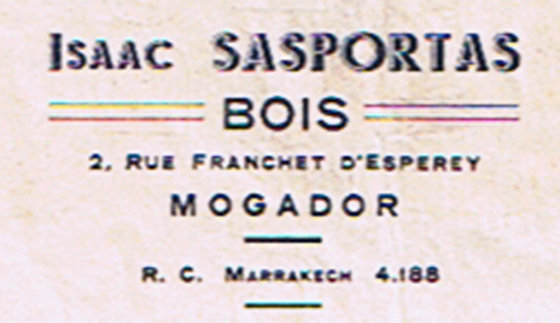 ISAAC SASPORTAS
BOIS
2, RUE FRANCHET D'ESPEREY
MOGADOR
R. C. MARRAKECH 4.188